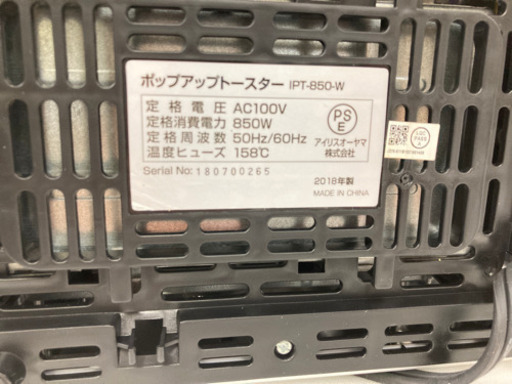 ポップアップトースター IPT-850-W
定格電圧 AC100V
定格消費電力 850W
定格周波数 50Hz/60Hz
温度ヒューズ 158℃
Serial No: 180700265
PS
E
アイリスオーヤマ
株式会社
2018年製
MADE IN CHINA